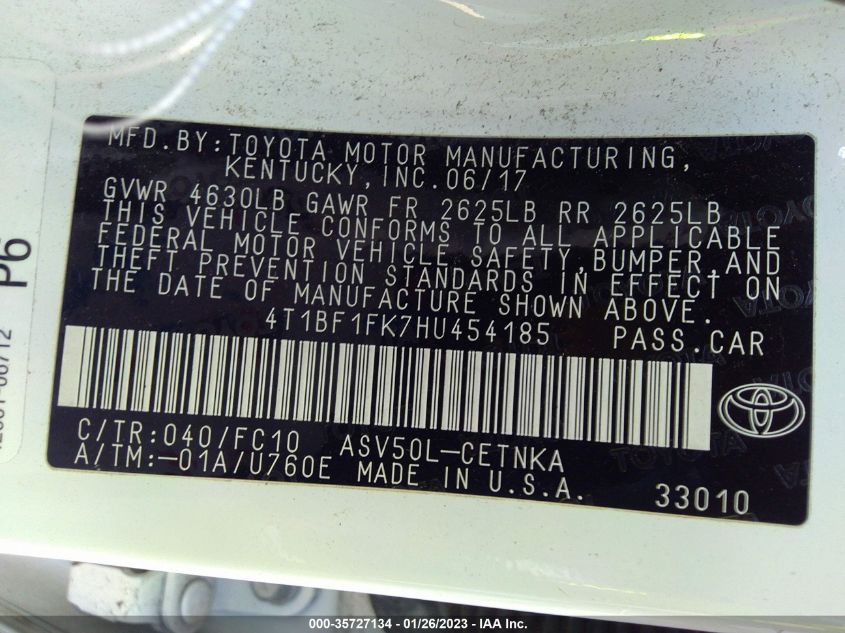 MFD.BY:TOYOTA MOTOR MANUFACTURING,
KENTUCKY,INC.06/17
GVWR 4630LB GAWR FR 2625LB RR 2625LB
THIS VEHICLE CONFORMS TO ALL APPLICABLE
FEDERAL MOTOR VEHICLE SAFETY,BUMPER,AND
THEFT PREVENTION STANDARDS IN EFFECT ON
THE DATE OF MANUFACTURE SHOWN ABOVE.
4T1BF1FK7HU454185 PASS.CAR
C/TR:040/FC10 ASV50L-CETNKA
A/TM:-01A/U760E MADE IN U.S.A.
33010
P6
000-35727134 - 01/26/2023 - IAA Inc.